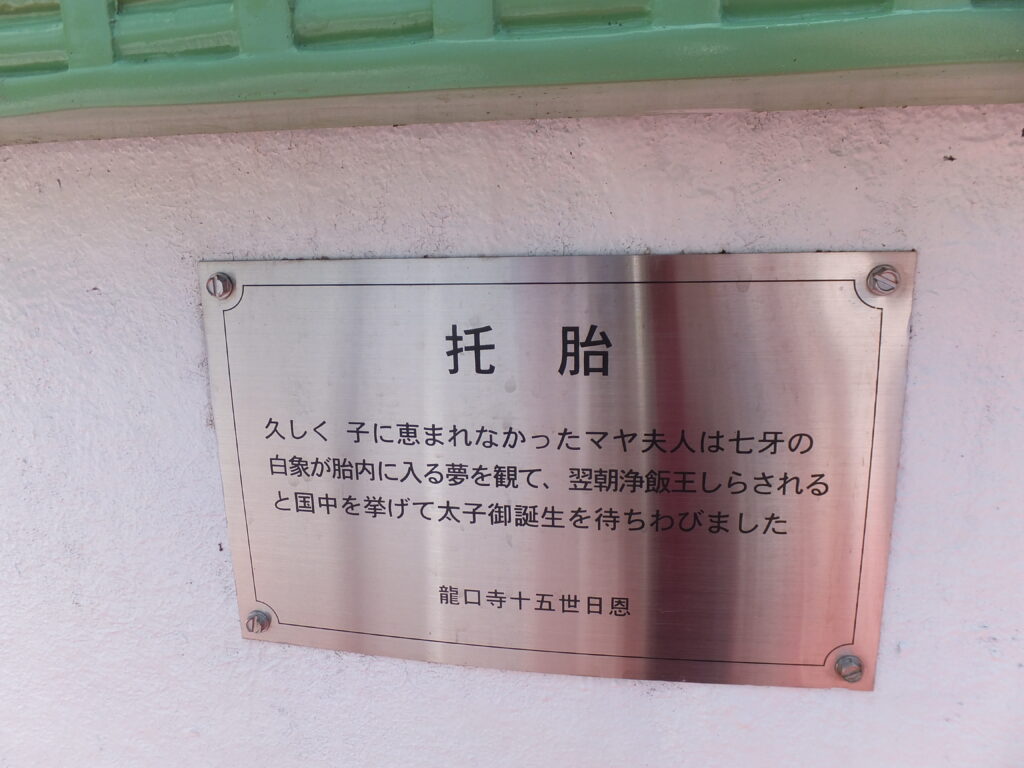 托 胎
久しく 子に恵まれなかったマヤ夫人は七牙の
白象が胎内に入る夢を観て、翌朝浄飯王しらされる
と国中を挙げて太子御誕生を待ちわびました
龍口寺十五世日恩